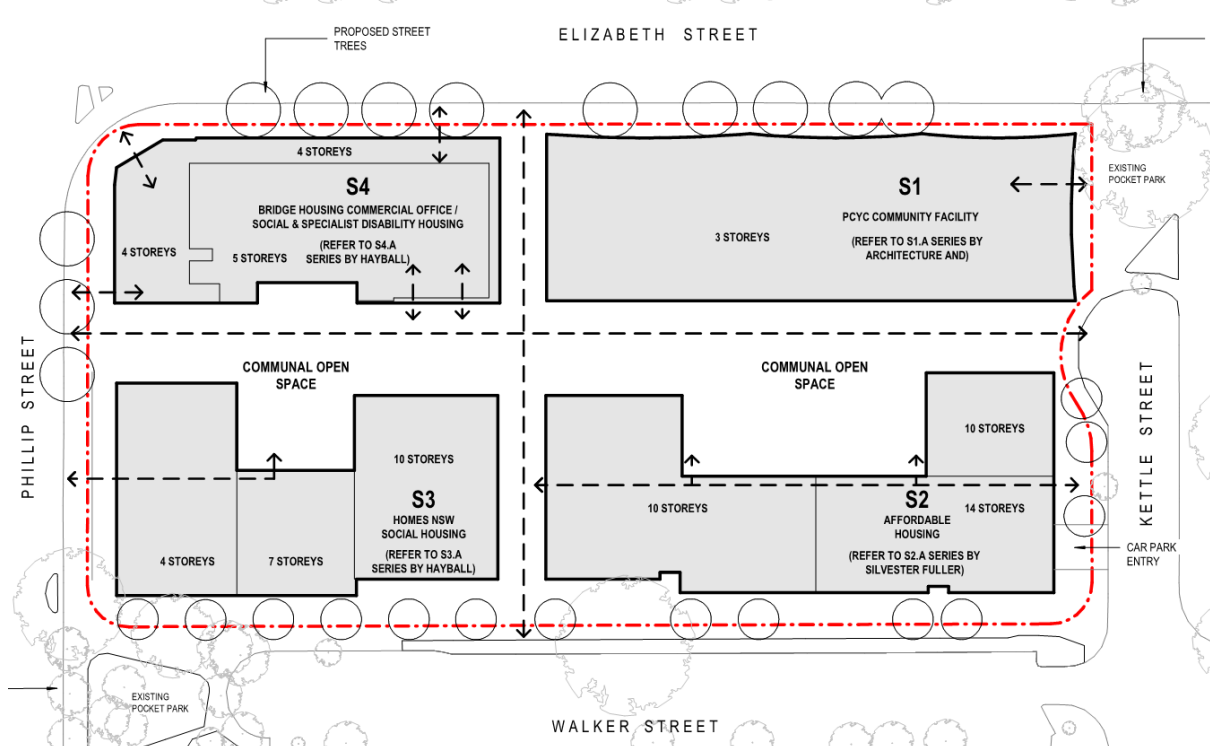 PROPOSED STREET
TREES
ELIZABETH STREET
4 STOREYS
S4
BRIDGE HOUSING COMMERCIAL OFFICE /
SOCIAL & SPECIALIST DISABILITY HOUSING
(REFER TO S4.A
SERIES BY HAYBALL)
4 STOREYS
5 STOREYS
S1
PCYC COMMUNITY FACILITY
(REFER TO S1.A SERIES BY
ARCHITECTURE AND)
3 STOREYS
EXISTING
POCKET PARK
PHILLIP STREET
COMMUNAL OPEN
SPACE
COMMUNAL OPEN
SPACE
KETTLE STREET
10 STOREYS
S3
HOMES NSW
SOCIAL HOUSING
(REFER TO S3.A
SERIES BY HAYBALL)
4 STOREYS
7 STOREYS
10 STOREYS
10 STOREYS
S2
14 STOREYS
AFFORDABLE
HOUSING
(REFER TO S2.A SERIES BY
SILVESTER FULLER)
CAR PARK
ENTRY
EXISTING
POCKET PARK
WALKER STREET